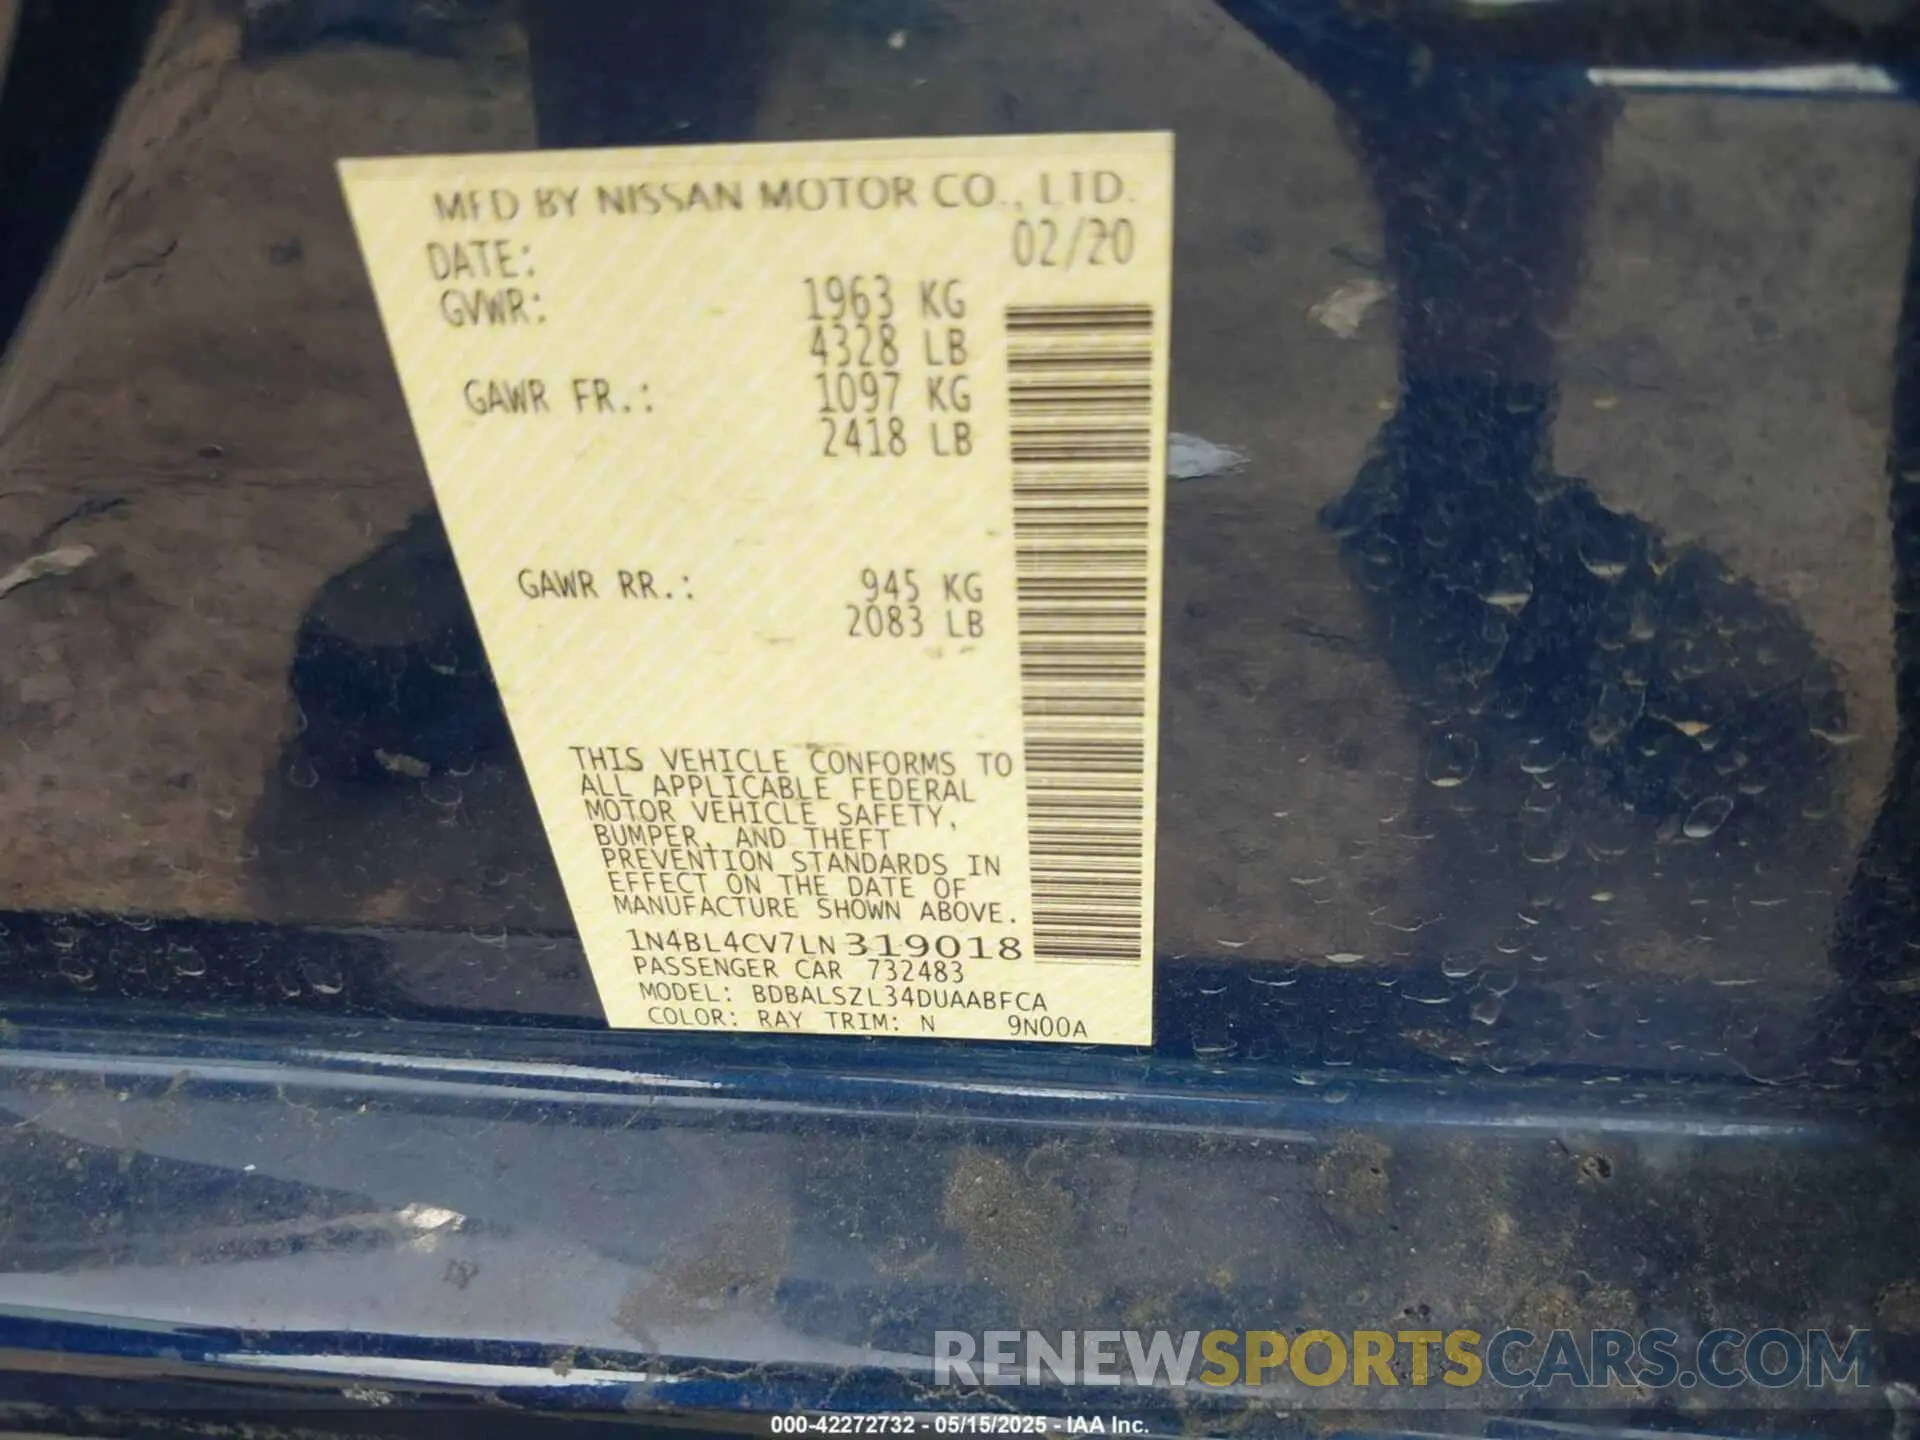 MFD BY NISSAN MOTOR CO., LTD.
DATE: 02/20
GVWR: 1963 KG
4328 LB
GAWR FR.: 1097 KG
2418 LB
GAWR RR.: 945 KG
2083 LB
THIS VEHICLE CONFORMS TO
ALL APPLICABLE FEDERAL
MOTOR VEHICLE SAFETY,
BUMPER, AND THEFT
PREVENTION STANDARDS IN
EFFECT ON THE DATE OF
MANUFACTURE SHOWN ABOVE.
1N4BL4CV7LN319018
PASSENGER CAR 732483
MODEL: BDBALSZL34DUAABFCA
COLOR: RAY TRIM: N 9N00A
RENEWSPORTSCARS.COM
000-42272732 - 05/15/2025 - IAA Inc.